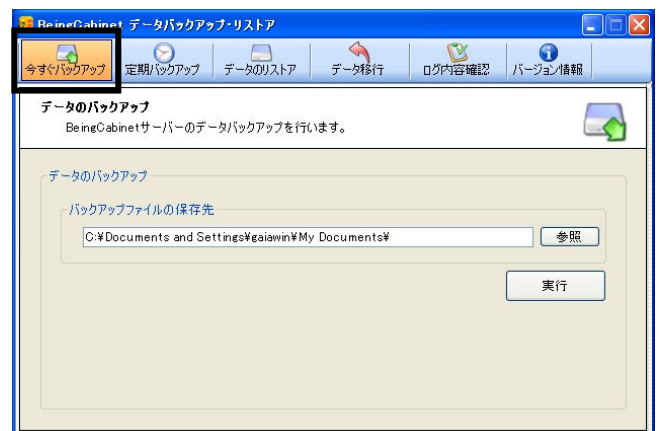 BeingCabinet データバックアップ・リストア
今すぐバックアップ 定期バックアップ データのリストア データ移行 ログ内容確認 バージョン情報
データのバックアップ
BeingCabinetサーバーのデータバックアップを行います。
データのバックアップ
バックアップファイルの保存先
C:¥Documents and Settings¥gaiawin¥My Documents¥ 参照
実行